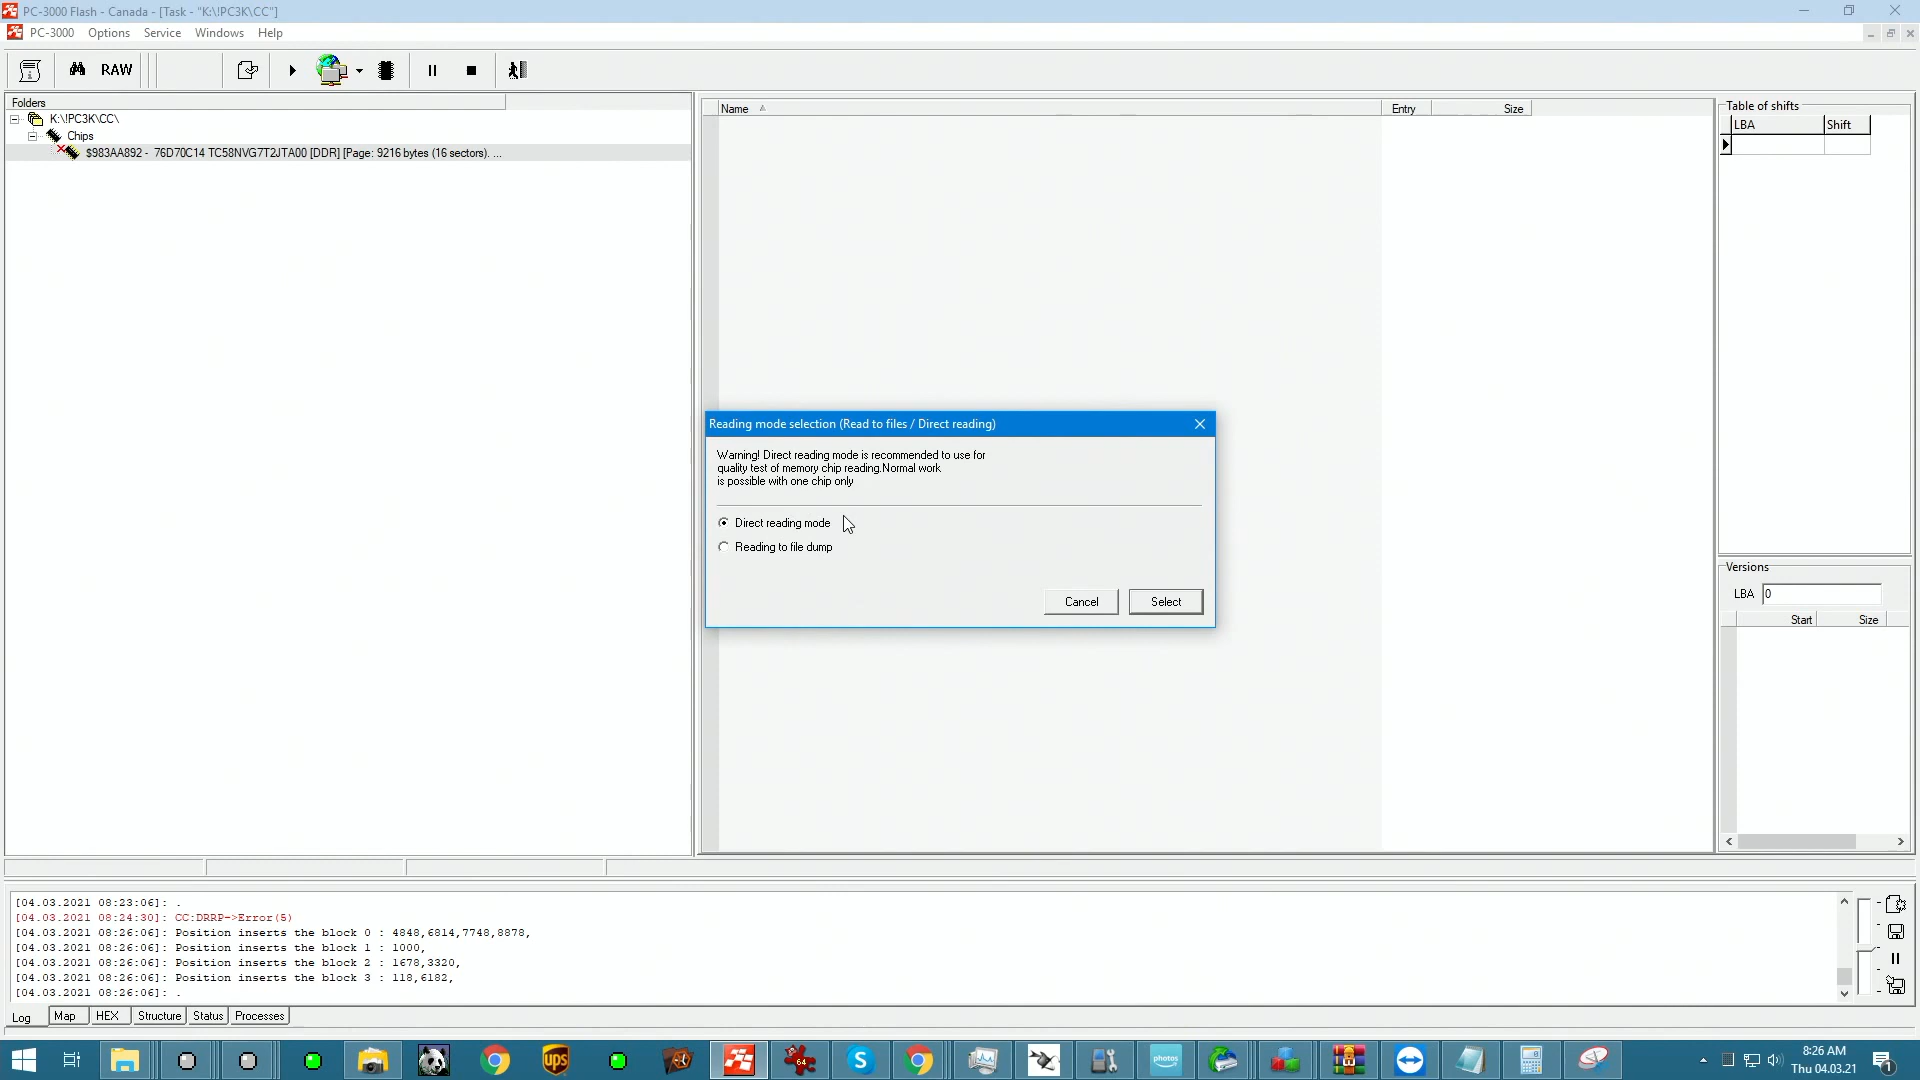 PC-3000 Flash - Canada - [Task - "K:\!PC3K\CC"]
PC-3000 Options Service Windows Help
RAW
Folders
K:\!PC3K\CC\
Chips
$983AA892 - 76D70C14 TC58NVG7T2JTA00 [DDR] [Page: 9216 bytes (16 sectors). ...
Name Entry Size
Table of shifts
LBA Shift
Reading mode selection (Read to files / Direct reading)
Warning! Direct reading mode is recommended to use for
quality test of memory chip reading.Normal work
is possible with one chip only
Direct reading mode
Reading to file dump
Cancel Select
Versions
LBA 0
Start Size
[04.03.2021 08:23:06]: .
[04.03.2021 08:24:30]: CC:DRRP->Error(5)
[04.03.2021 08:26:06]: Position inserts the block 0 : 4848,6814,7748,8878,
[04.03.2021 08:26:06]: Position inserts the block 1 : 1000,
[04.03.2021 08:26:06]: Position inserts the block 2 : 1678,3320,
[04.03.2021 08:26:06]: Position inserts the block 3 : 118,6182,
[04.03.2021 08:26:06]: .
Log Map HEX Structure Status Processes
ups
64
photos
8:26 AM
Thu 04.03.21
1